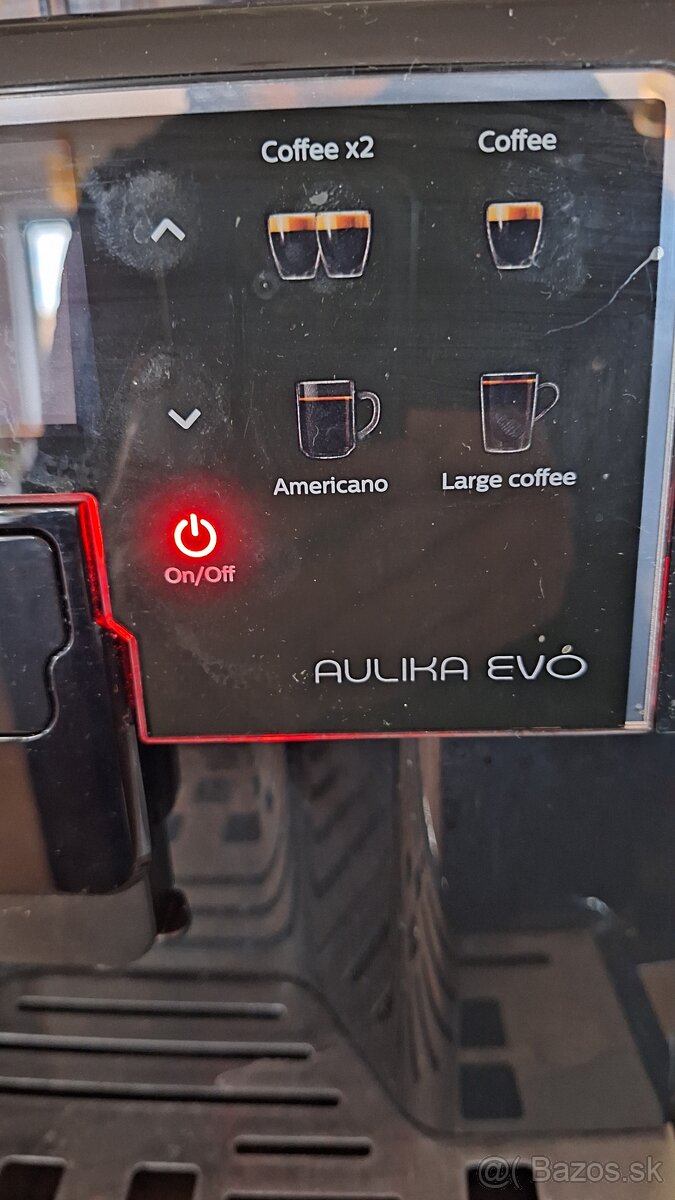 Coffee x2
Coffee
Americano
Large coffee
On/Off
AULIKA EVO
Bazos.sk